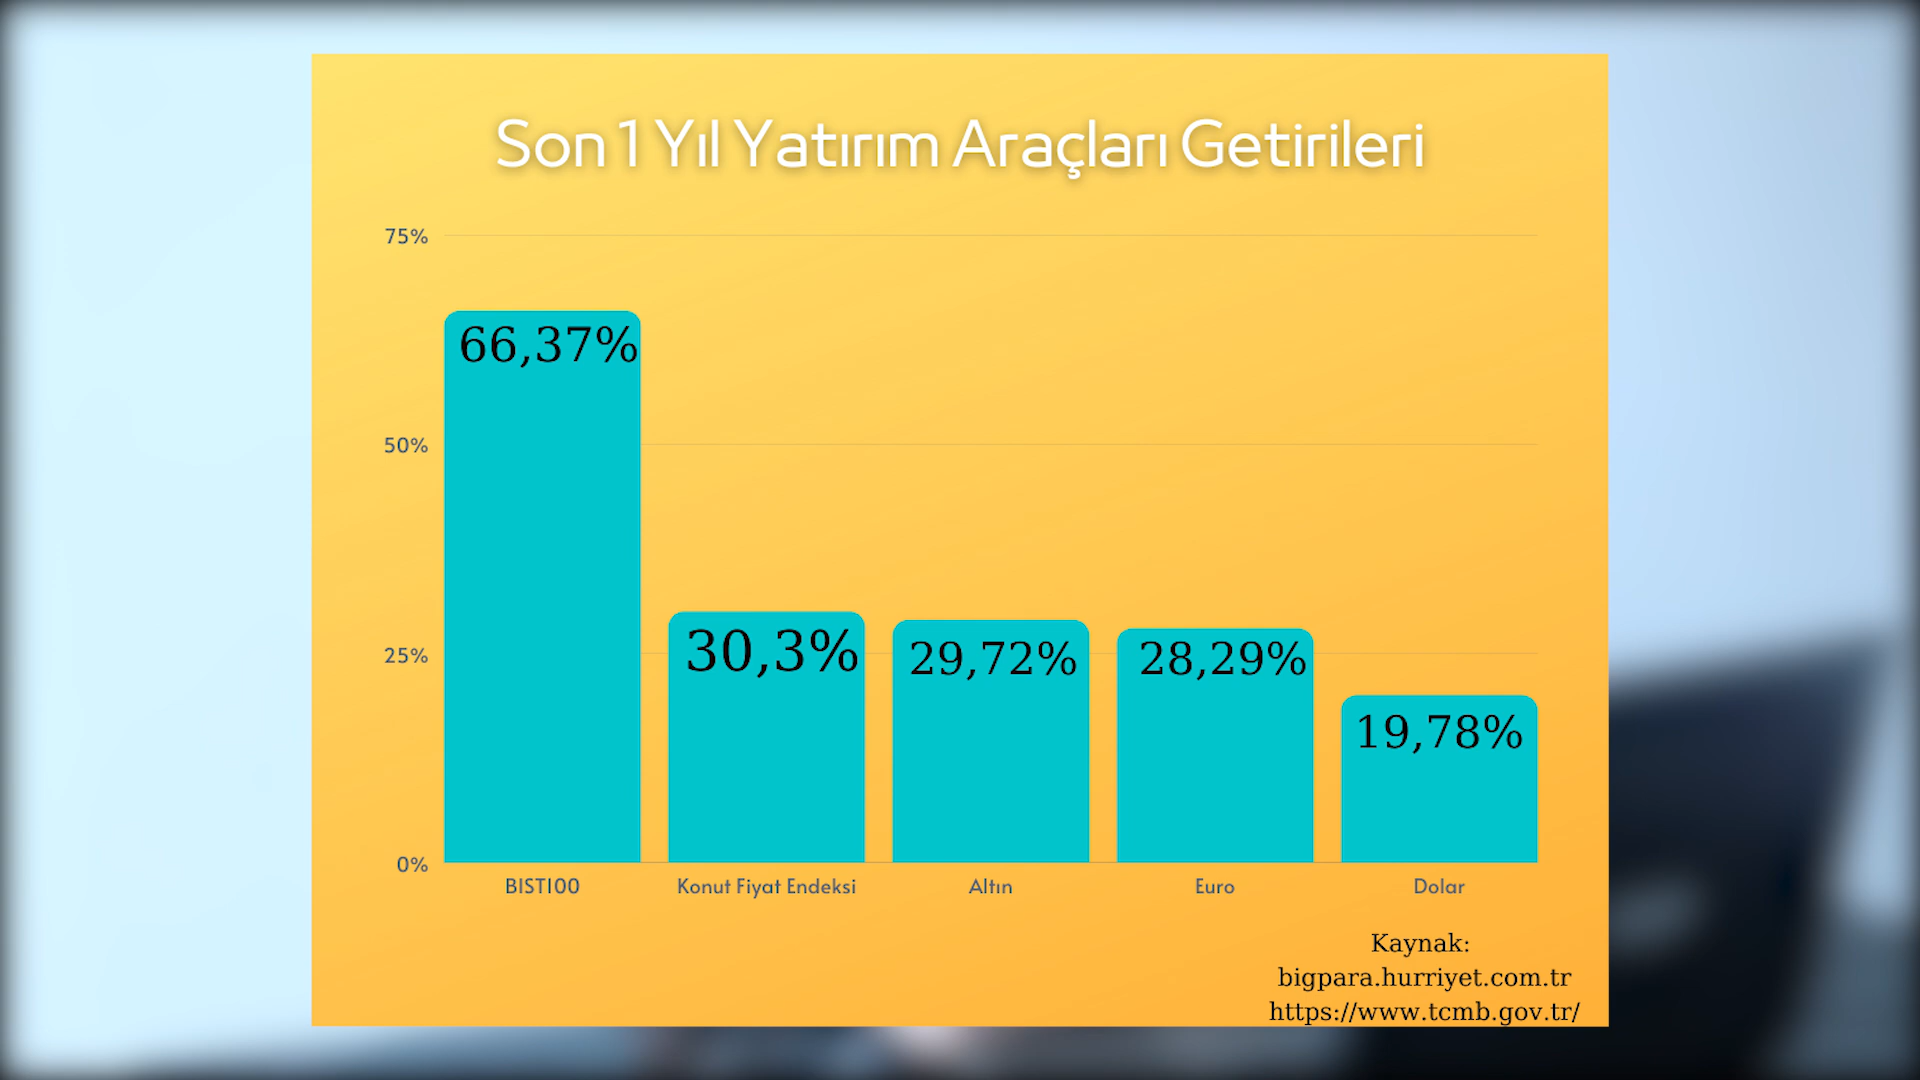 Son 1 Yıl Yatırım Araçları Getirileri
75%
50%
25%
0%
66,37%
30,3%
29,72%
28,29%
19,78%
BIST100
Konut Fiyat Endeksi
Altın
Euro
Dolar
Kaynak:
bigpara.hurriyet.com.tr
https://www.tcmb.gov.tr/